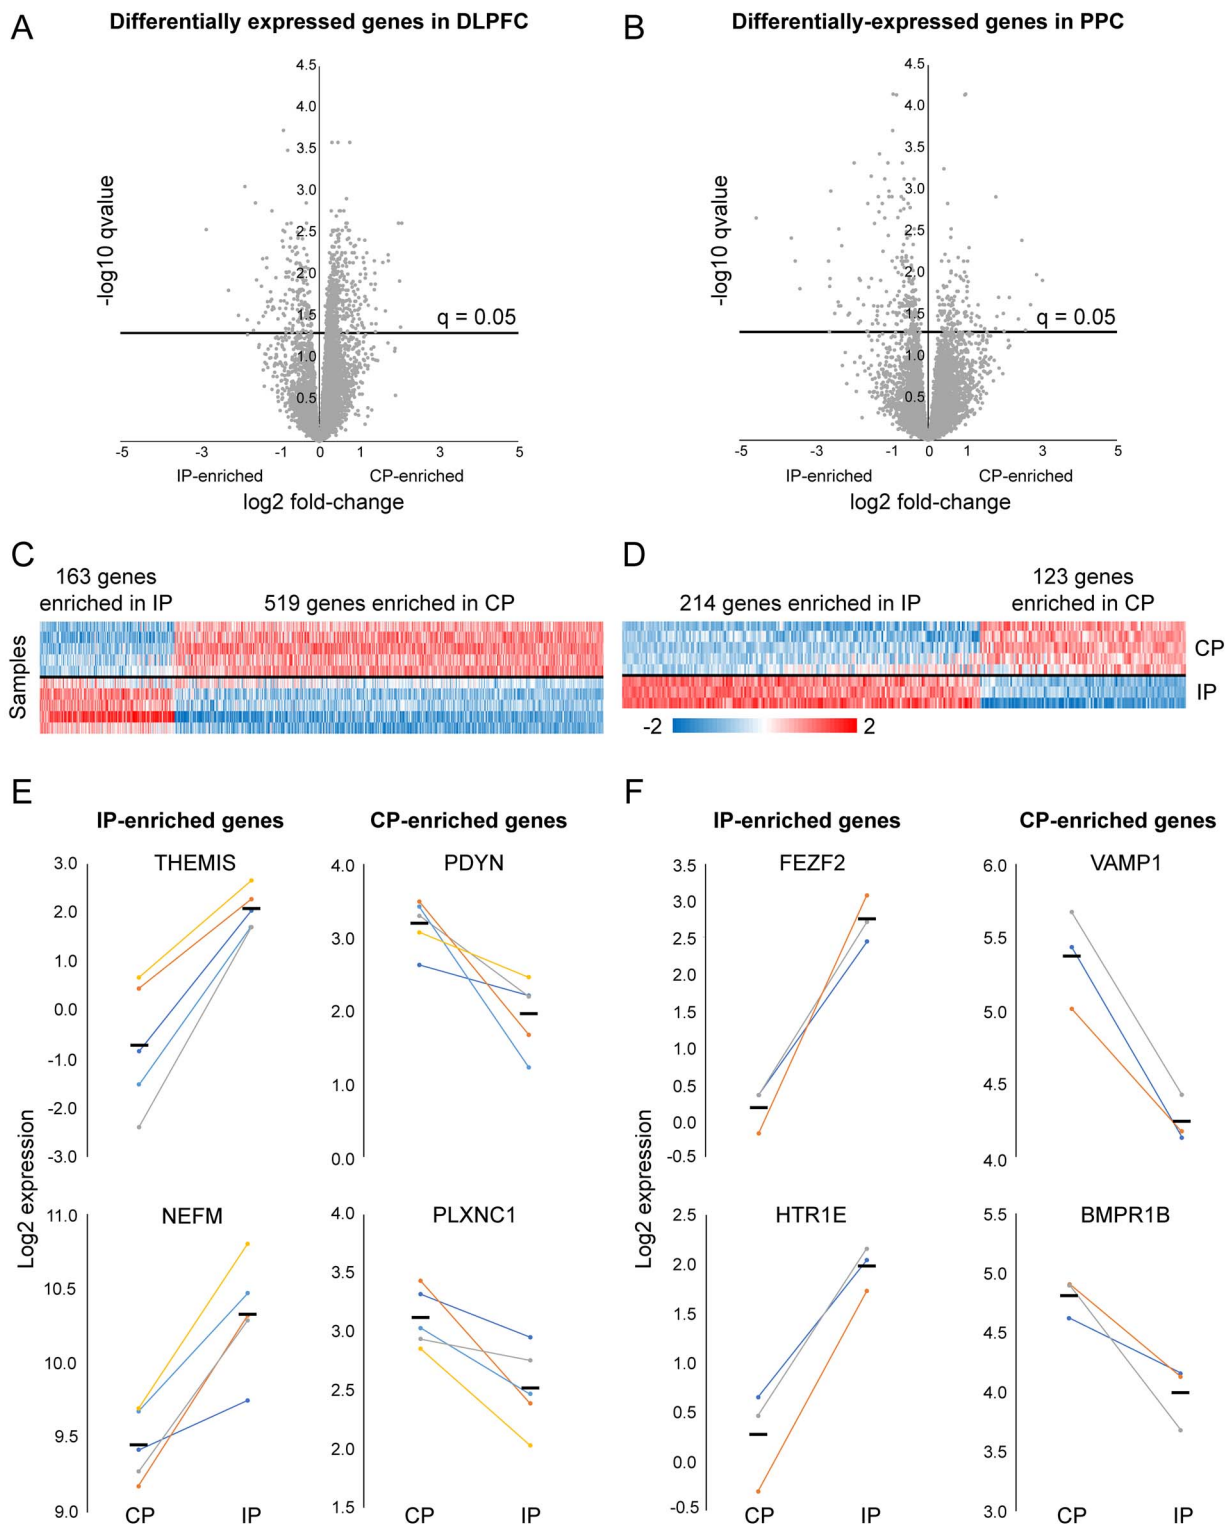 A
Differentially expressed genes in DLPFC
4.5
4.0
3.5
3.0
2.5
2.0
1.5
1.0
0.5
-log10 qvalue
q = 0.05
-5
-3
-1
0
1
3
5
IP-enriched
CP-enriched
log2 fold-change
B
Differentially-expressed genes in PPC
4.5
4.0
3.5
3.0
2.5
2.0
1.5
1.0
0.5
-log10 qvalue
q = 0.05
-5
-3
-1
0
1
3
5
IP-enriched
CP-enriched
log2 fold-change
C
163 genes
enriched in IP
519 genes enriched in CP
Samples
D
214 genes enriched in IP
123 genes
enriched in CP
CP
IP
-2
2
E
IP-enriched genes
CP-enriched genes
Log2 expression
THEMIS
3.0
2.0
1.0
0.0
-1.0
-2.0
-3.0
PDYN
4.0
3.0
2.0
1.0
0.0
NEFM
11.0
10.5
10.0
9.5
9.0
CP
IP
PLXNC1
4.0
3.5
3.0
2.5
2.0
1.5
CP
IP
F
IP-enriched genes
CP-enriched genes
Log2 expression
FEZF2
3.5
3.0
2.5
2.0
1.5
1.0
0.5
0.0
-0.5
VAMP1
6.0
5.5
5.0
4.5
4.0
HTR1E
2.5
2.0
1.5
1.0
0.5
0.0
-0.5
CP
IP
BMPR1B
5.5
5.0
4.5
4.0
3.5
3.0
CP
IP